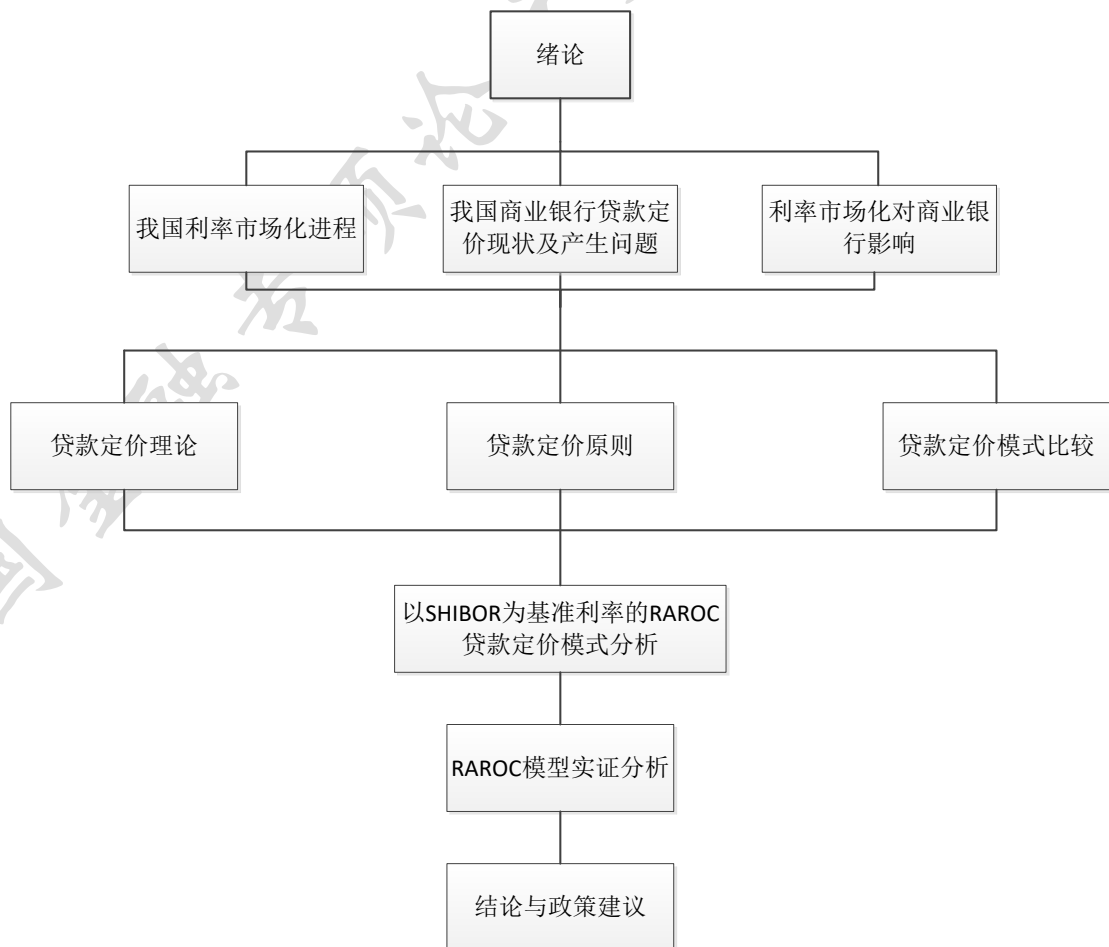 绪论
我国利率市场化进程
我国商业银行贷款定
价现状及产生问题
利率市场化对商业银
行影响
贷款定价理论
贷款定价原则
贷款定价模式比较
以SHIBOR为基准利率的RAROC
贷款定价模式分析
RAROC模型实证分析
结论与政策建议